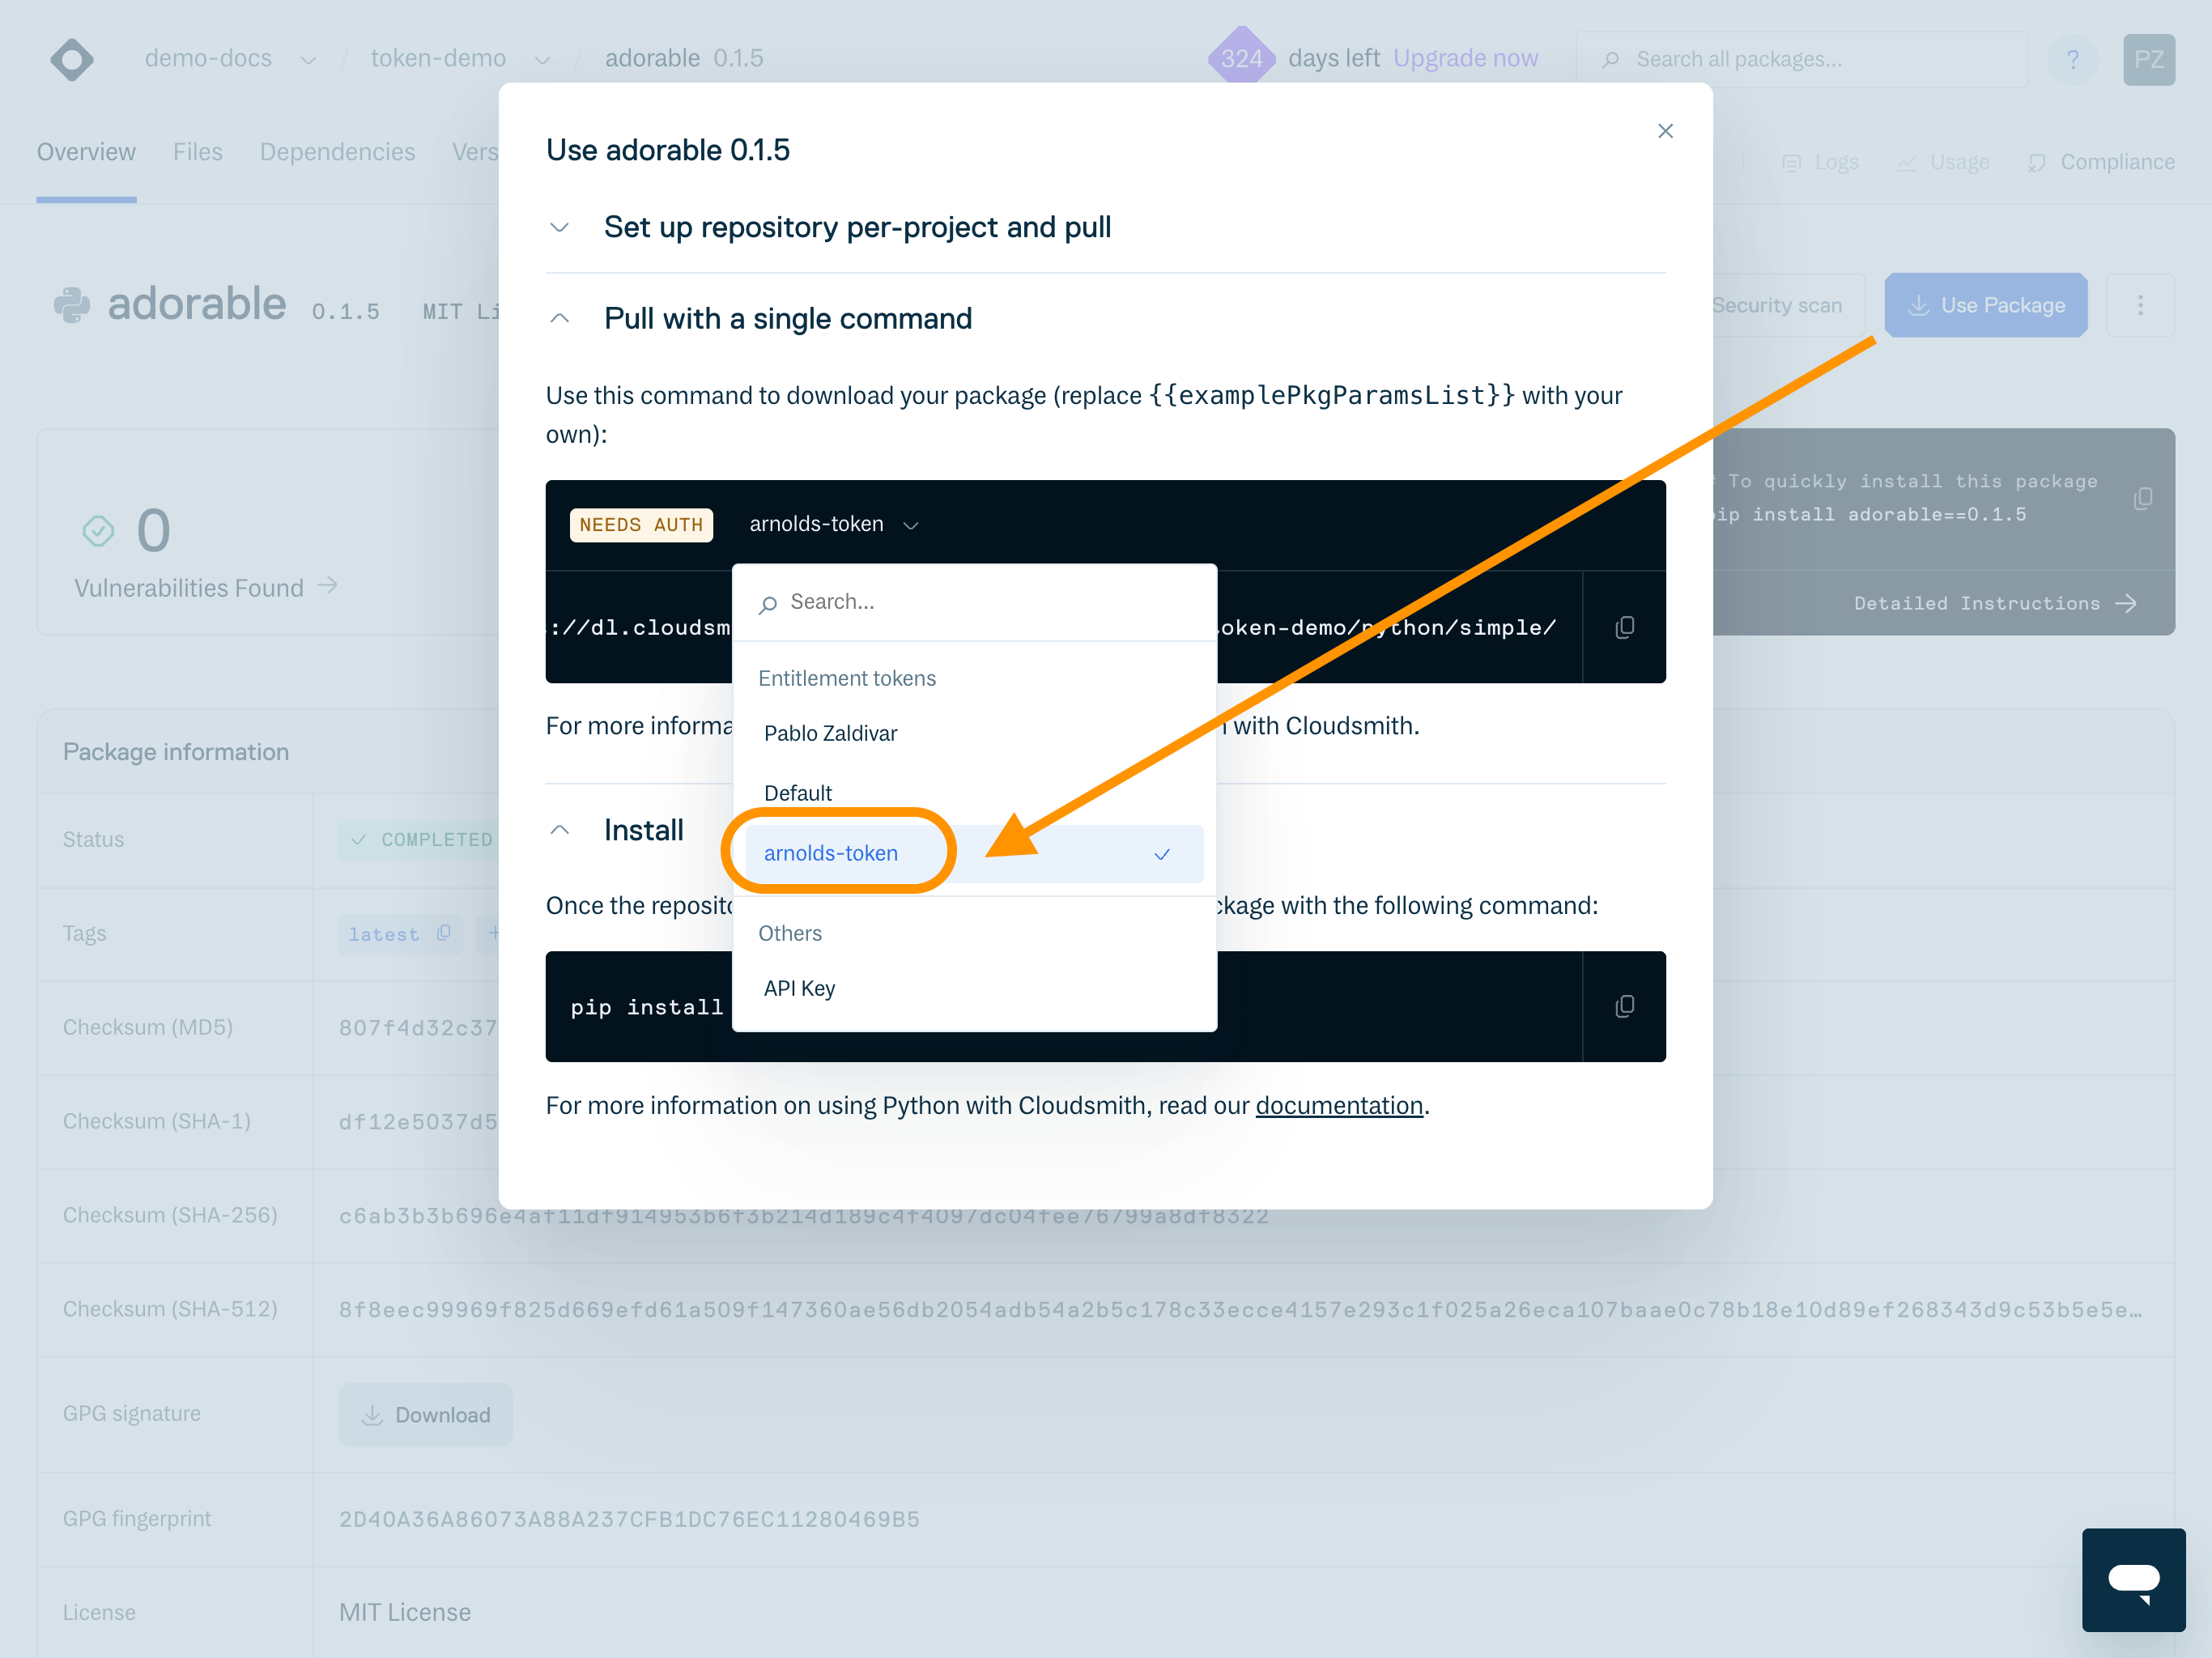 demo-docs / token-demo / adorable 0.1.5
324 days left Upgrade now
Search all packages...
?
PZ
Overview Files Dependencies Vers
Logs Usage Compliance
adorable 0.1.5 MIT Li
Security scan
Use Package
0
Vulnerabilities Found
To quickly install this package
pip install adorable==0.1.5
Detailed Instructions
Use adorable 0.1.5
Set up repository per-project and pull
Pull with a single command
Use this command to download your package (replace {{examplePkgParamsList}} with your
own):
NEEDS AUTH arnolds-token
://dl.cloudsm
token-demo/python/simple/
Search...
Entitlement tokens
Pablo Zaldivar
Default
arnolds-token
Others
API Key
For more informa
with Cloudsmith.
Install
Once the reposito
ckage with the following command:
pip install
For more information on using Python with Cloudsmith, read our documentation.
Package information
Status COMPLETED
Tags latest +
Checksum (MD5) 807f4d32c37
Checksum (SHA-1) df12e5037d5
Checksum (SHA-256) c6ab3b3b696e4af11df914953b6f3b214d189c4f4097dc04fee76799a8df8322
Checksum (SHA-512) 8f8eec99969f825d669efd61a509f147360ae56db2054adb54a2b5c178c33ecce4157e293c1f025a26eca107baae0c78b18e10d89ef268343d9c53b5e5e…
GPG signature Download
GPG fingerprint 2D40A36A86073A88A237CFB1DC76EC11280469B5
License MIT License